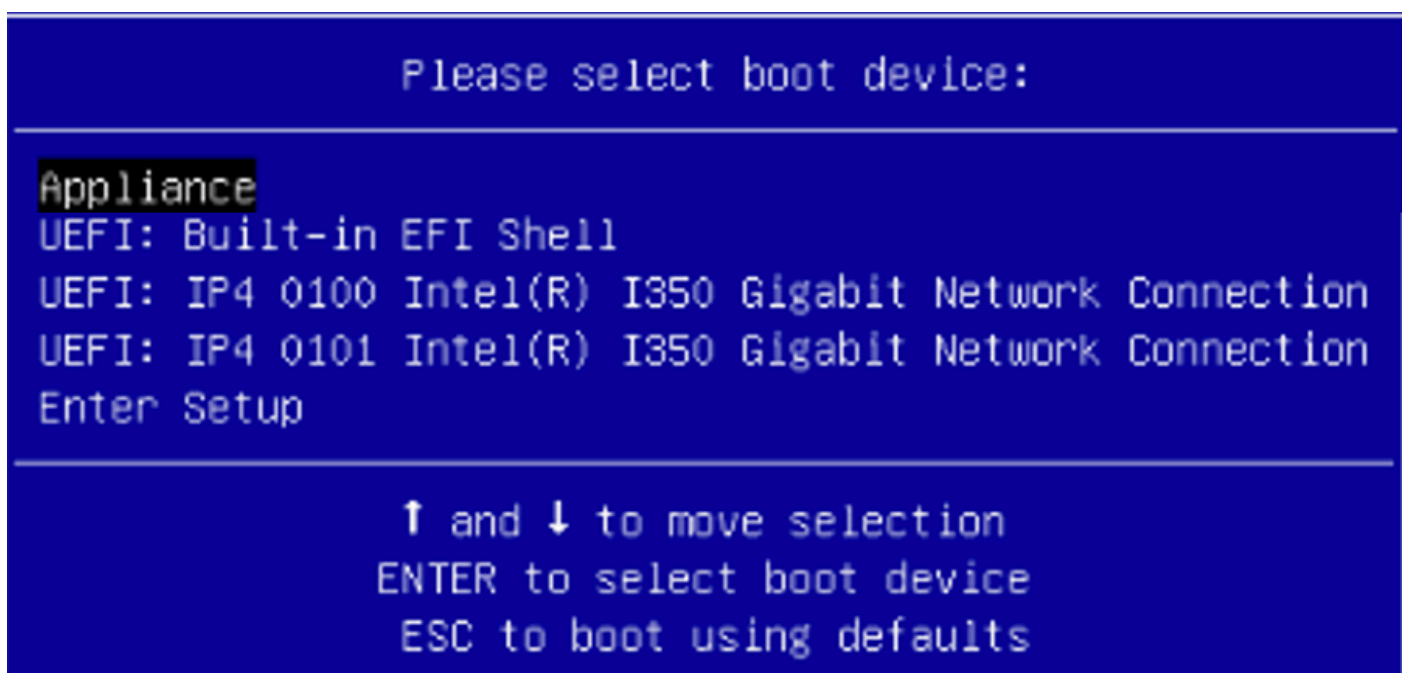 Please select boot device:
Appliance
UEFI: Built-in EFI Shell
UEFI: IP4 0100 Intel(R) I350 Gigabit Network Connection
UEFI: IP4 0101 Intel(R) I350 Gigabit Network Connection
Enter Setup
↑ and ↓ to move selection
ENTER to select boot device
ESC to boot using defaults